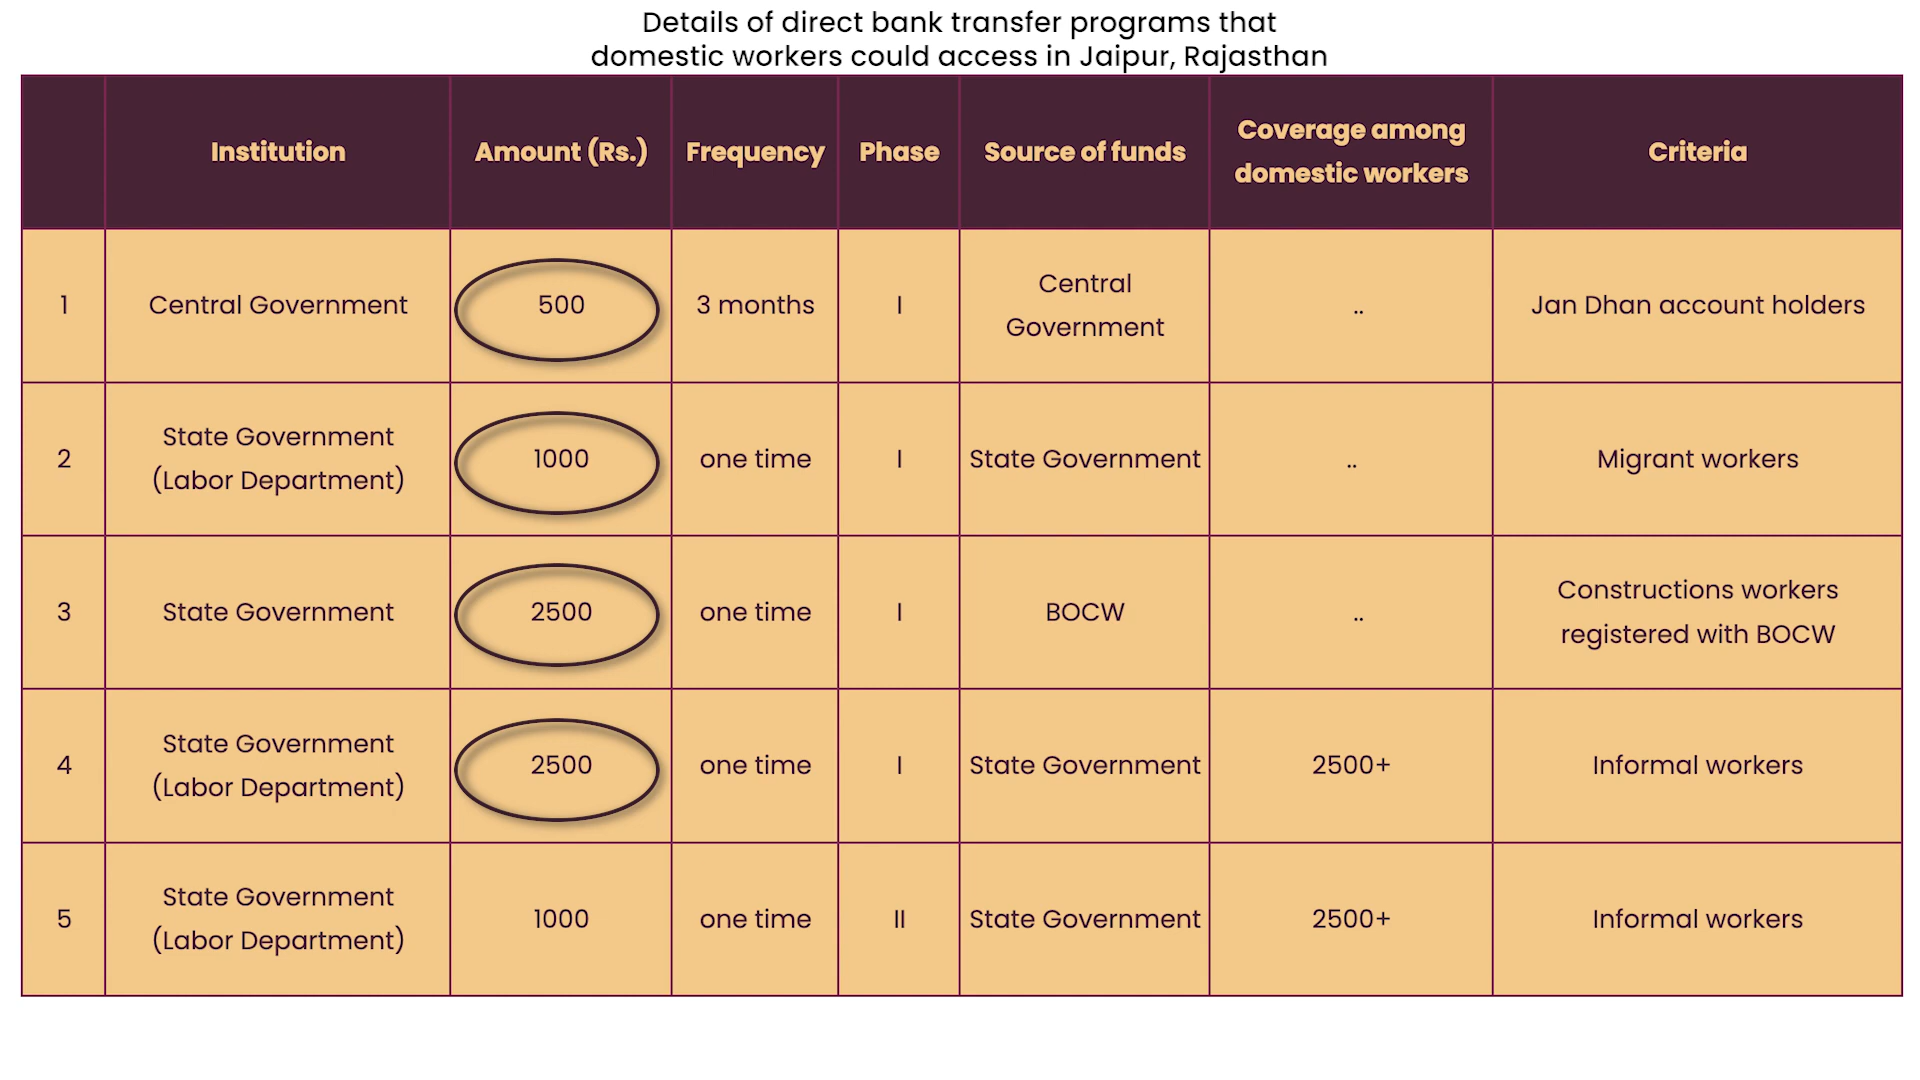 Details of direct bank transfer programs that
domestic workers could access in Jaipur, Rajasthan
Institution Amount (Rs.) Frequency Phase Source of funds Coverage among domestic workers Criteria
1 Central Government 500 3 months I Central Government .. Jan Dhan account holders
2 State Government (Labor Department) 1000 one time I State Government .. Migrant workers
3 State Government 2500 one time I BOCW .. Constructions workers registered with BOCW
4 State Government (Labor Department) 2500 one time I State Government 2500+ Informal workers
5 State Government (Labor Department) 1000 one time II State Government 2500+ Informal workers